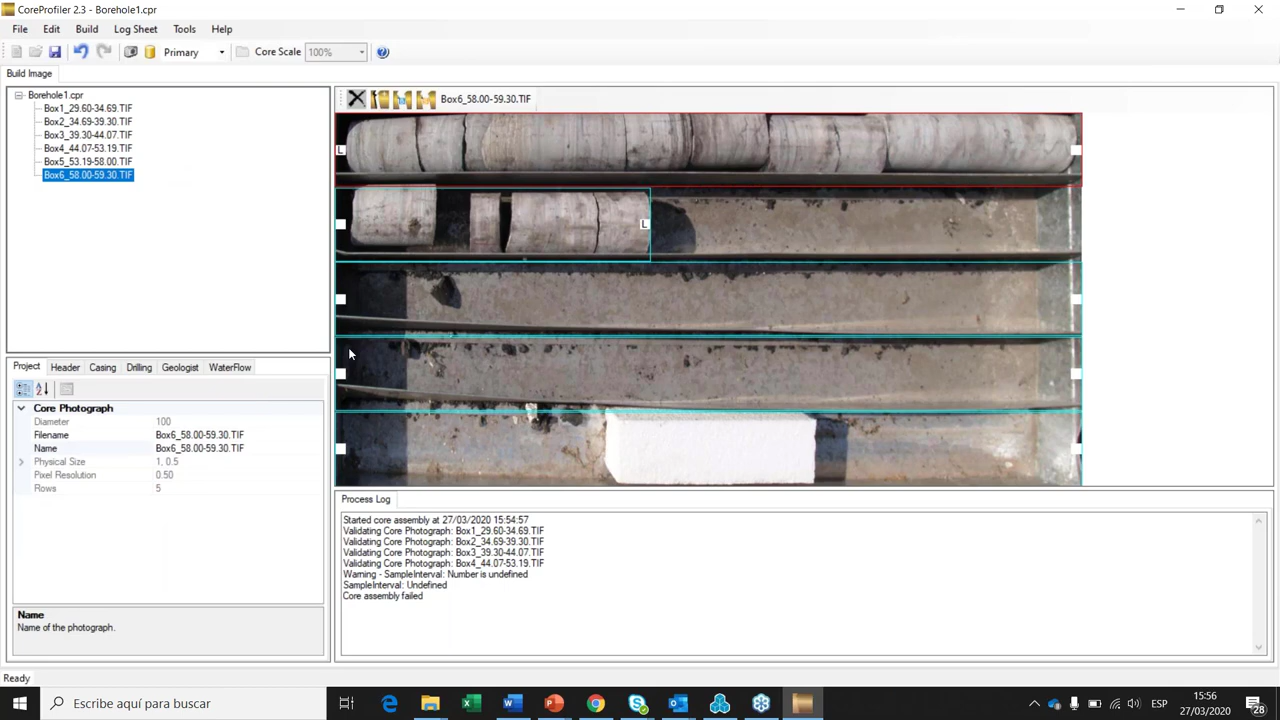 CoreProfiler 2.3 - Borehole1.cpr
File Edit Build Log Sheet Tools Help
Primary Core Scale 100%
Build Image
Borehole1.cpr
Box1_29.60-34.69.TIF
Box2_34.69-39.30.TIF
Box3_39.30-44.07.TIF
Box4_44.07-53.19.TIF
Box5_53.19-58.00.TIF
Box6_58.00-59.30.TIF
Box6_58.00-59.30.TIF
L
L
Project Header Casing Drilling Geologist WaterFlow
Core Photograph
Diameter 100
Filename Box6_58.00-59.30.TIF
Name Box6_58.00-59.30.TIF
Physical Size 1, 0.5
Pixel Resolution 0.50
Rows 5
Name
Name of the photograph.
Process Log
Started core assembly at 27/03/2020 15:54:57
Validating Core Photograph: Box1_29.60-34.69.TIF
Validating Core Photograph: Box2_34.69-39.30.TIF
Validating Core Photograph: Box3_39.30-44.07.TIF
Validating Core Photograph: Box4_44.07-53.19.TIF
Warning - SampleInterval: Number is undefined
SampleInterval: Undefined
Core assembly failed
Ready
Escribe aquí para buscar
ESP
15:56
27/03/2020
28